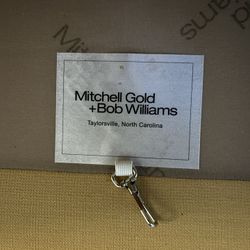 Mitchell Gold
+Bob Williams
Taylorsville, North Carolina